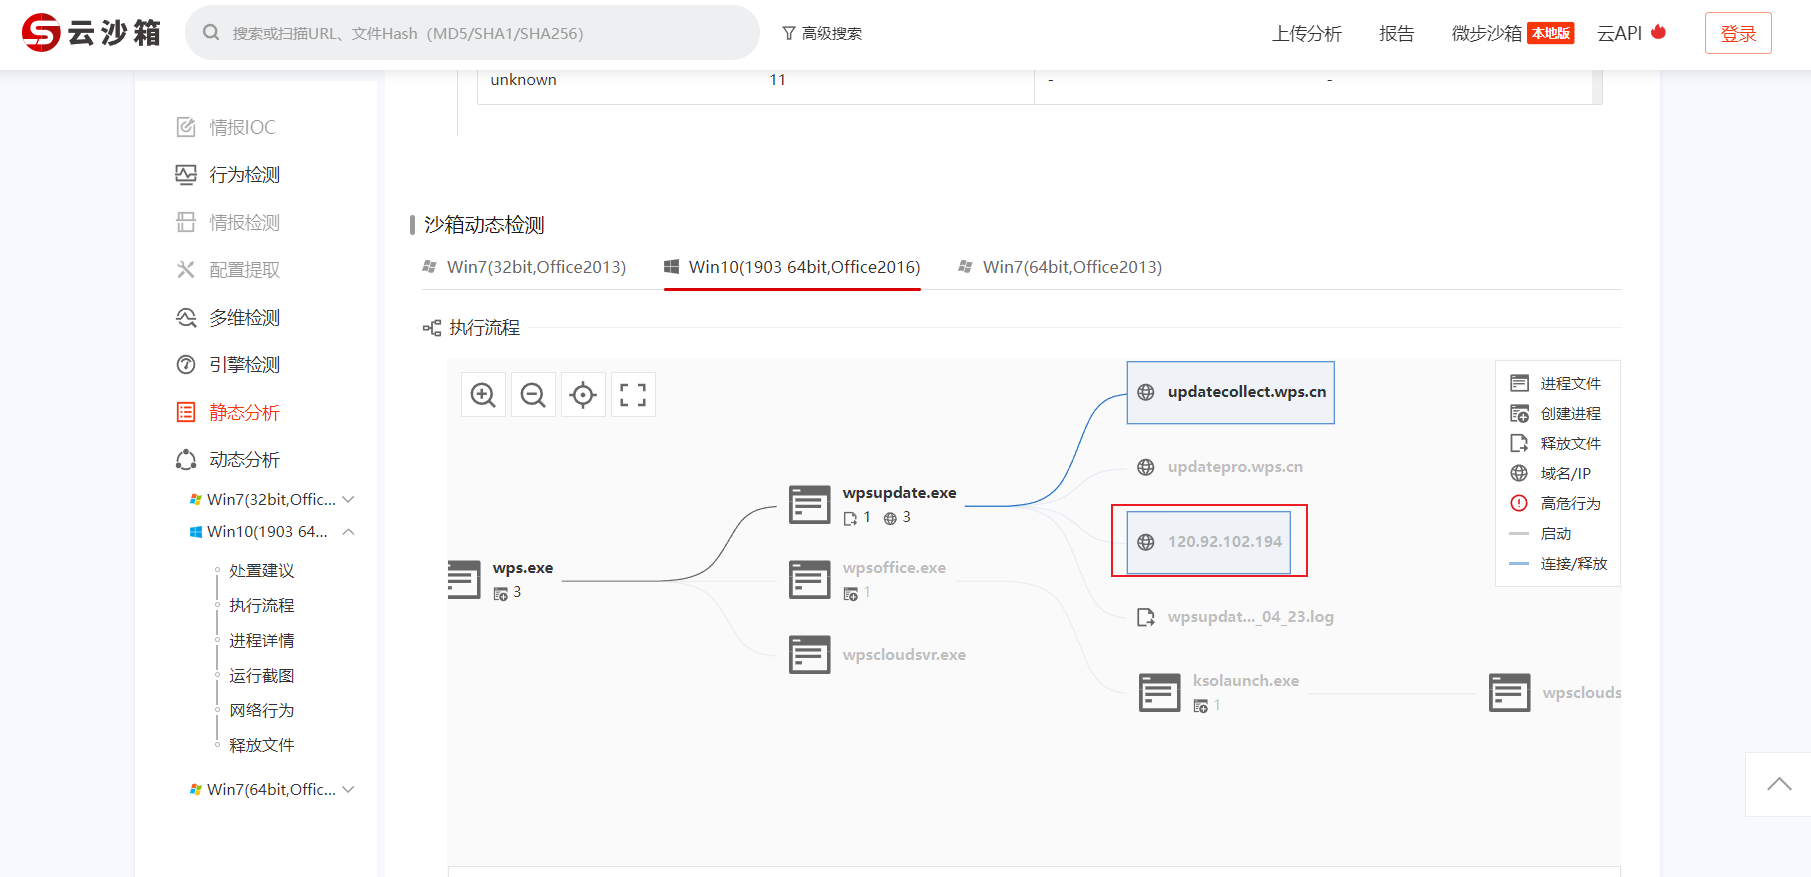 云沙箱
搜索或扫描URL、文件Hash（MD5/SHA1/SHA256)
高级搜索
上传分析
报告
微步沙箱 本地版
云API
登录
unknown 11 - -
情报IOC
行为检测
情报检测
配置提取
多维检测
引擎检测
静态分析
动态分析
Win7(32bit,Offic...
Win10(1903 64...
处置建议
执行流程
进程详情
运行截图
网络行为
释放文件
Win7(64bit,Offic...
沙箱动态检测
Win7(32bit,Office2013)
Win10(1903 64bit,Office2016)
Win7(64bit,Office2013)
执行流程
wps.exe
3
wpsupdate.exe
1 3
wpsoffice.exe
1
wpscloudsvr.exe
updatecollect.wps.cn
updatepro.wps.cn
120.92.102.194
wpsupdat..._04_23.log
ksolaunch.exe
1
wpsclouds
进程文件
创建进程
释放文件
域名/IP
高危行为
启动
连接/释放